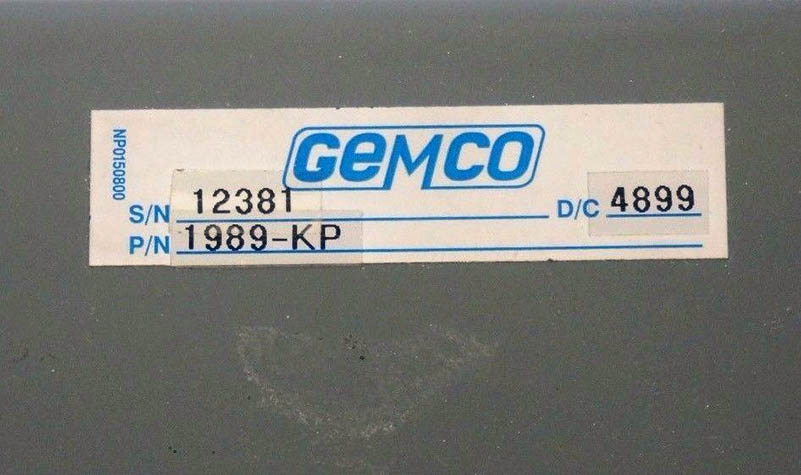 NP0150800
GEMCO
S/N 12381 D/C 4899
P/N 1989-KP